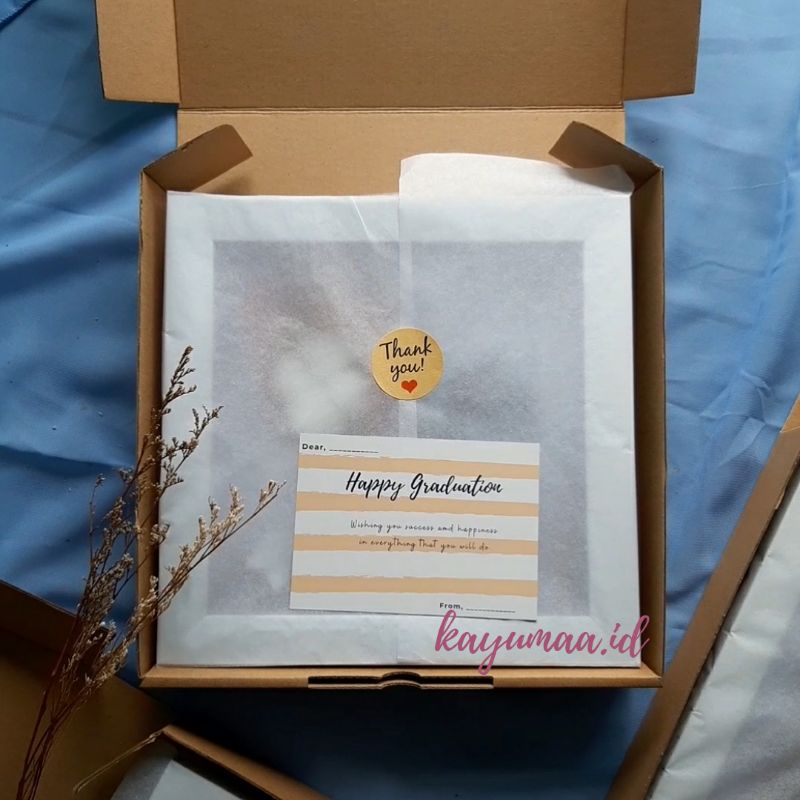 Thank
you!
Dear, ___________
Happy Graduation
Wishing you success and happiness
in everything that you will do
From, ___________
kayumaa.id